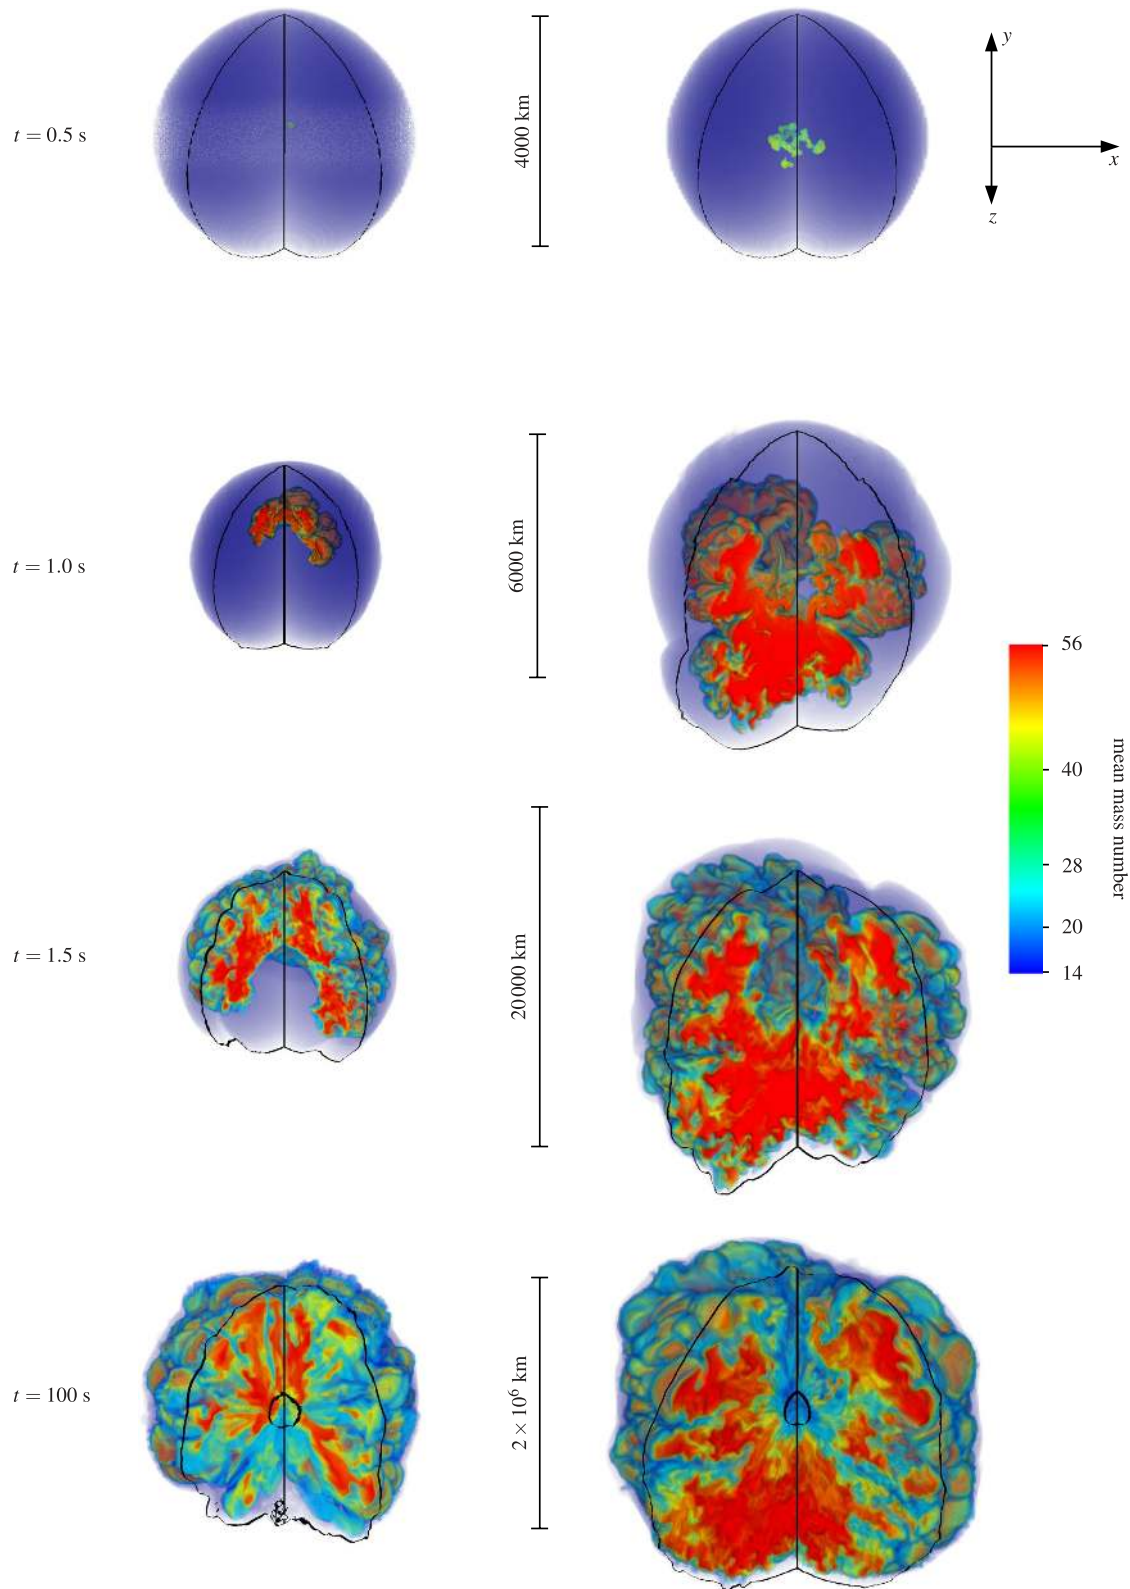 y
t = 0.5 s
4000 km
x
z
t = 1.0 s
6000 km
56
40
28
20
14
mean mass number
t = 1.5 s
20000 km
t = 100 s
2 × 10⁶ km